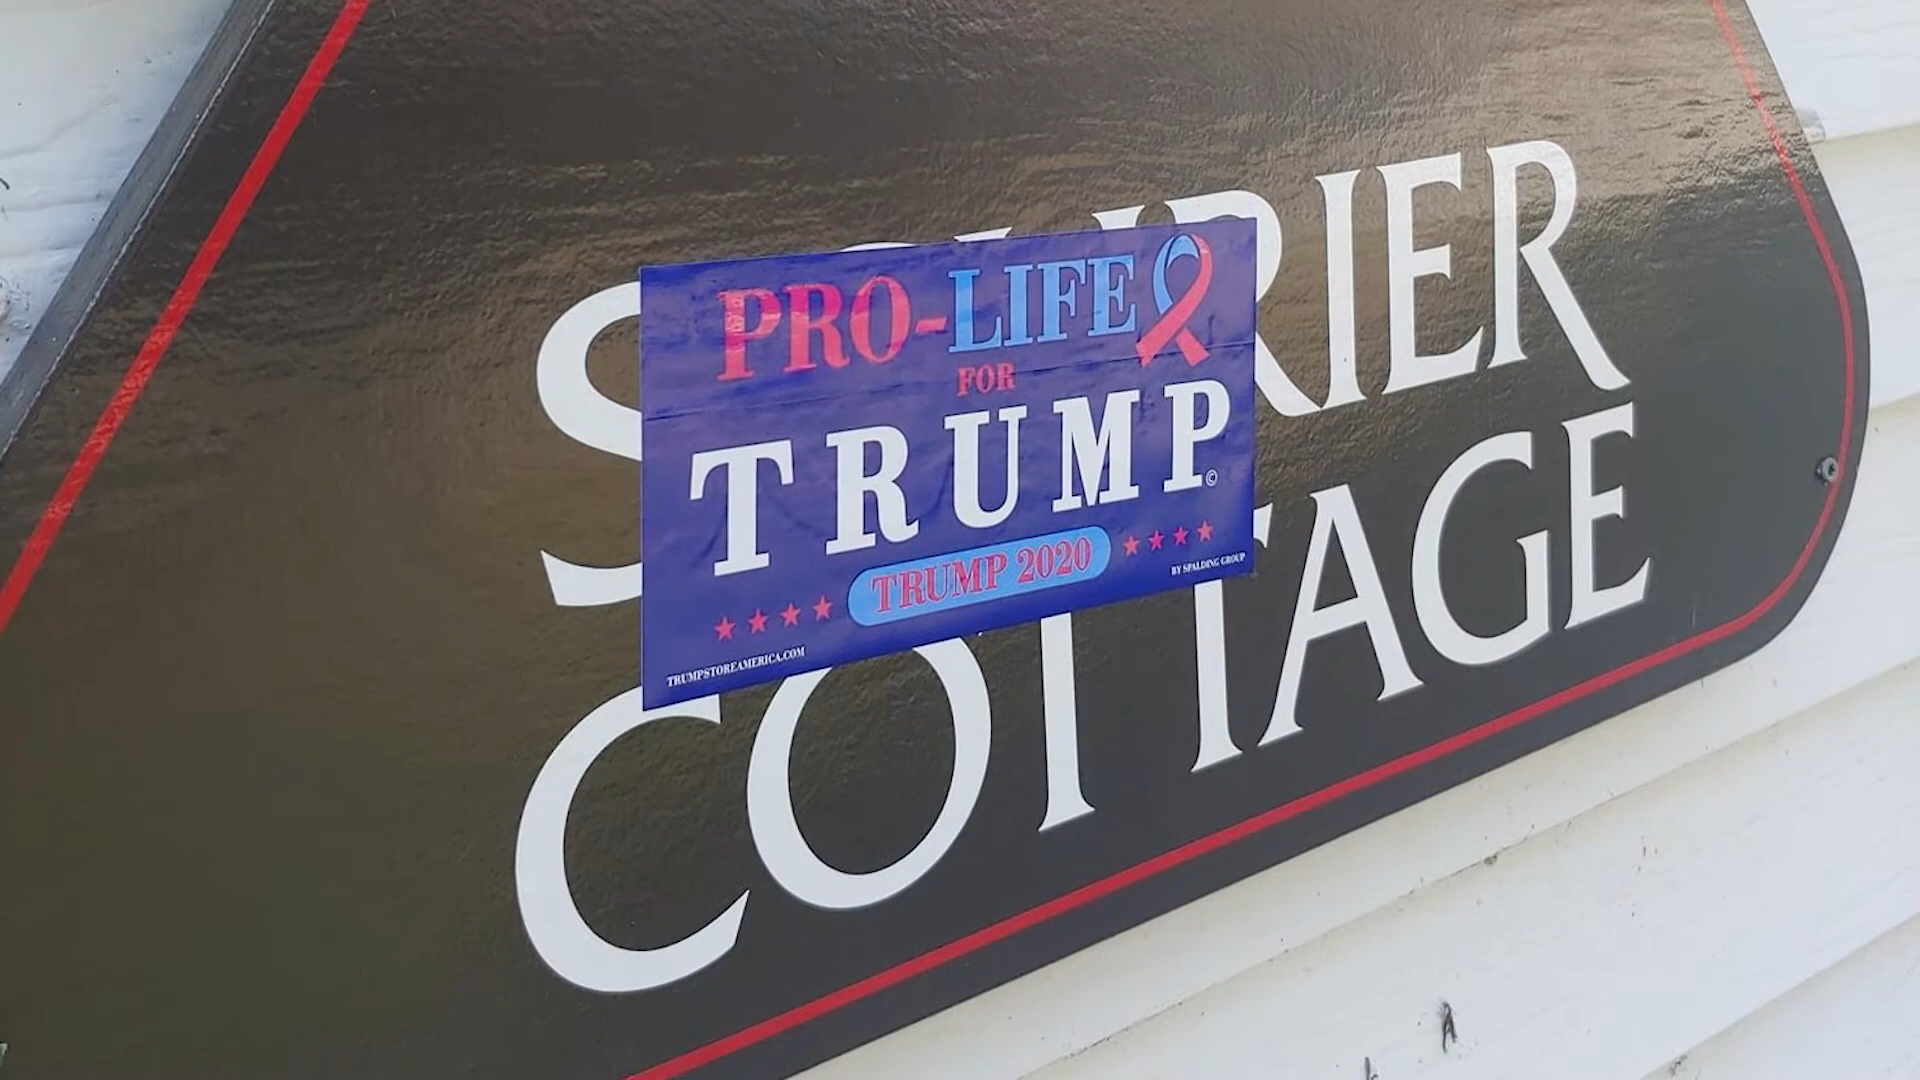 PRO-LIFE
FOR
TRUMP©
TRUMP 2020
TRUMPSTOREAMERICA.COM
BY SPALDING GROUP
COTTAGE